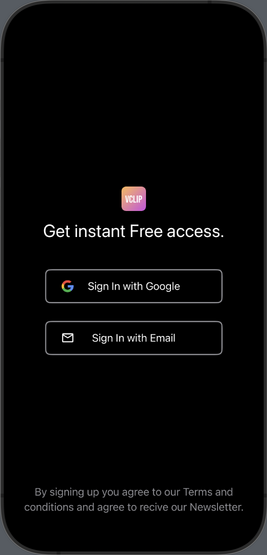 VCLIP
Get instant Free access.
Sign In with Google
Sign In with Email
By signing up you agree to our Terms and
conditions and agree to recive our Newsletter.